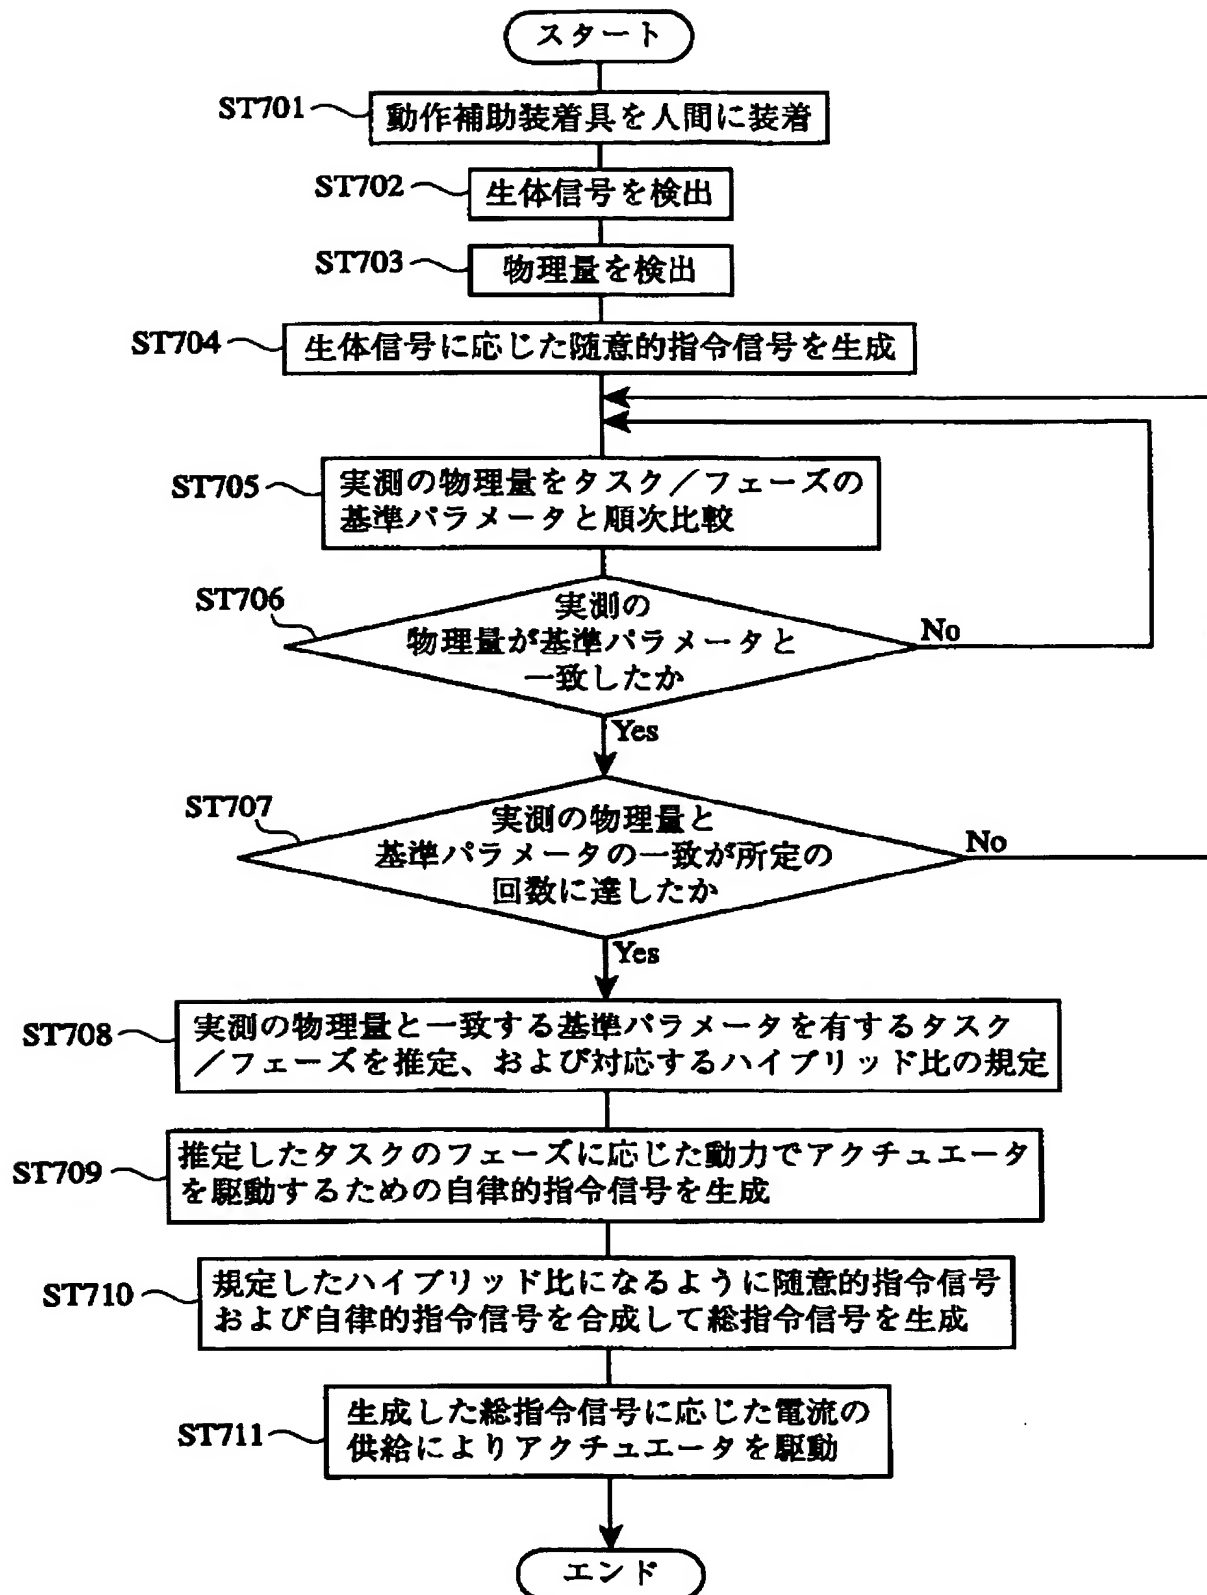 スタート
ST701
動作補助装着具を人間に装着
ST702
生体信号を検出
ST703
物理量を検出
ST704
生体信号に応じた随意的指令信号を生成
ST705
実測の物理量をタスク／フェーズの
基準パラメータと順次比較
ST706
実測の
物理量が基準パラメータと
一致したか
No
Yes
ST707
実測の物理量と
基準パラメータの一致が所定の
回数に達したか
No
Yes
ST708
実測の物理量と一致する基準パラメータを有するタスク
／フェーズを推定、および対応するハイブリッド比の規定
ST709
推定したタスクのフェーズに応じた動力でアクチュエータ
を駆動するための自律的指令信号を生成
ST710
規定したハイブリッド比になるように随意的指令信号
および自律的指令信号を合成して総指令信号を生成
ST711
生成した総指令信号に応じた電流の
供給によりアクチュエータを駆動
エンド